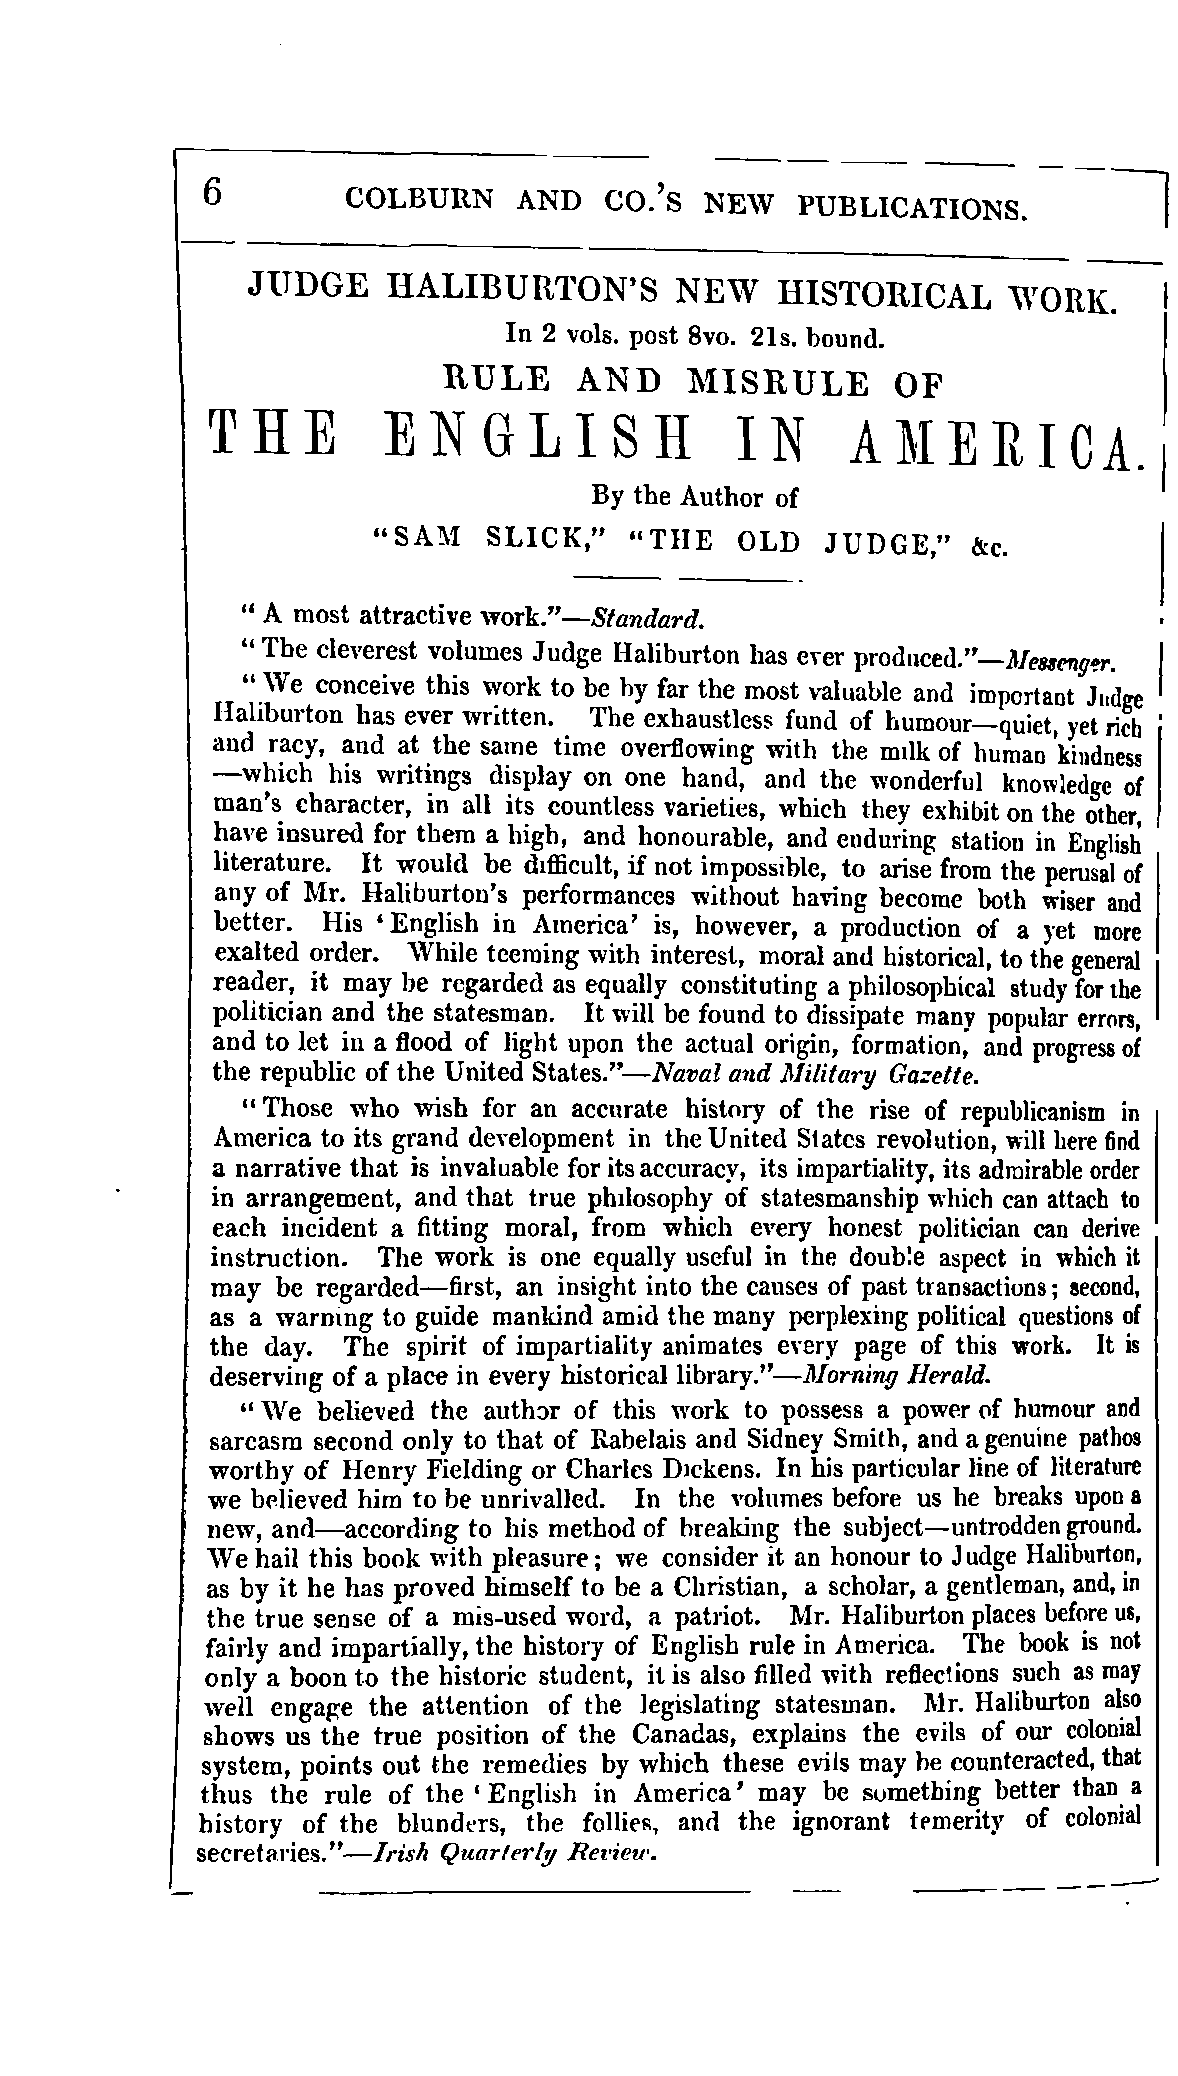 6 COLBURN AND CO.'S NEW PUBLICATIONS.
JUDGE HALIBURTON'S NEW HISTORICAL WORK.
In 2 vols. post 8vo. 21s. bound.
RULE AND MISRULE OF
THE ENGLISH IN AMERICA.
By the Author of
"SAM SLICK," "THE OLD JUDGE," &c.
"A most attractive work."—Standard.
"The cleverest volumes Judge Haliburton has ever produced."—Messenger.
"We conceive this work to be by far the most valuable and important Judge
Haliburton has ever written. The exhaustless fund of humour—quiet, yet rich
and racy, and at the same time overflowing with the milk of human kindness
—which his writings display on one hand, and the wonderful knowledge of
man's character, in all its countless varieties, which they exhibit on the other,
have insured for them a high, and honourable, and enduring station in English
literature. It would be difficult, if not impossible, to arise from the perusal of
any of Mr. Haliburton's performances without having become both wiser and
better. His 'English in America' is, however, a production of a yet more
exalted order. While teeming with interest, moral and historical, to the general
reader, it may be regarded as equally constituting a philosophical study for the
politician and the statesman. It will be found to dissipate many popular errors,
and to let in a flood of light upon the actual origin, formation, and progress of
the republic of the United States."—Naval and Military Gazette.
"Those who wish for an accurate history of the rise of republicanism in
America to its grand development in the United States revolution, will here find
a narrative that is invaluable for its accuracy, its impartiality, its admirable order
in arrangement, and that true philosophy of statesmanship which can attach to
each incident a fitting moral, from which every honest politician can derive
instruction. The work is one equally useful in the double aspect in which it
may be regarded—first, an insight into the causes of past transactions; second,
as a warning to guide mankind amid the many perplexing political questions of
the day. The spirit of impartiality animates every page of this work. It is
deserving of a place in every historical library."—Morning Herald.
"We believed the author of this work to possess a power of humour and
sarcasm second only to that of Rabelais and Sidney Smith, and a genuine pathos
worthy of Henry Fielding or Charles Dickens. In his particular line of literature
we believed him to be unrivalled. In the volumes before us he breaks upon a
new, and—according to his method of breaking the subject—untrodden ground.
We hail this book with pleasure; we consider it an honour to Judge Haliburton,
as by it he has proved himself to be a Christian, a scholar, a gentleman, and, in
the true sense of a mis-used word, a patriot. Mr. Haliburton places before us,
fairly and impartially, the history of English rule in America. The book is not
only a boon to the historic student, it is also filled with reflections such as may
well engage the attention of the legislating statesman. Mr. Haliburton also
shows us the true position of the Canadas, explains the evils of our colonial
system, points out the remedies by which these evils may be counteracted, that
thus the rule of the 'English in America' may be something better than a
history of the blunders, the follies, and the ignorant temerity of colonial
secretaries."—Irish Quarterly Review.